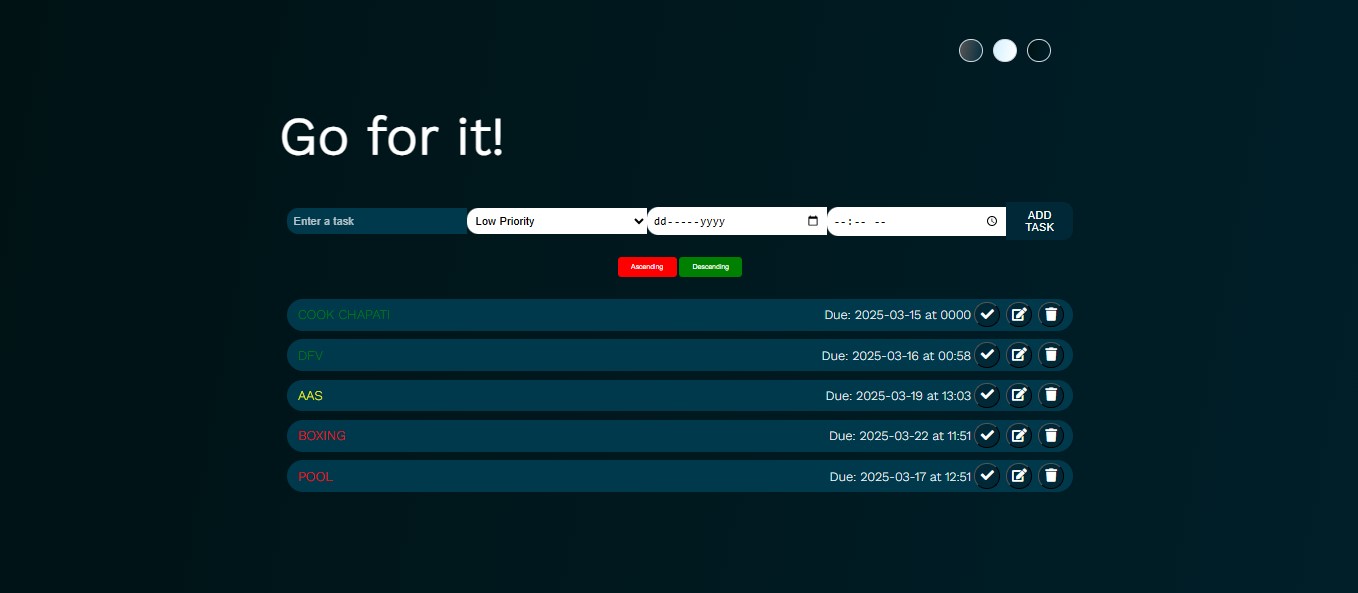 Go for it!
Enter a task Low Priority dd-----yyyy --:-- -- ADD TASK
Ascending Descending
COOK CHAPATI Due: 2025-03-15 at 0000
DFV Due: 2025-03-16 at 00:58
AAS Due: 2025-03-19 at 13:03
BOXING Due: 2025-03-22 at 11:51
POOL Due: 2025-03-17 at 12:51